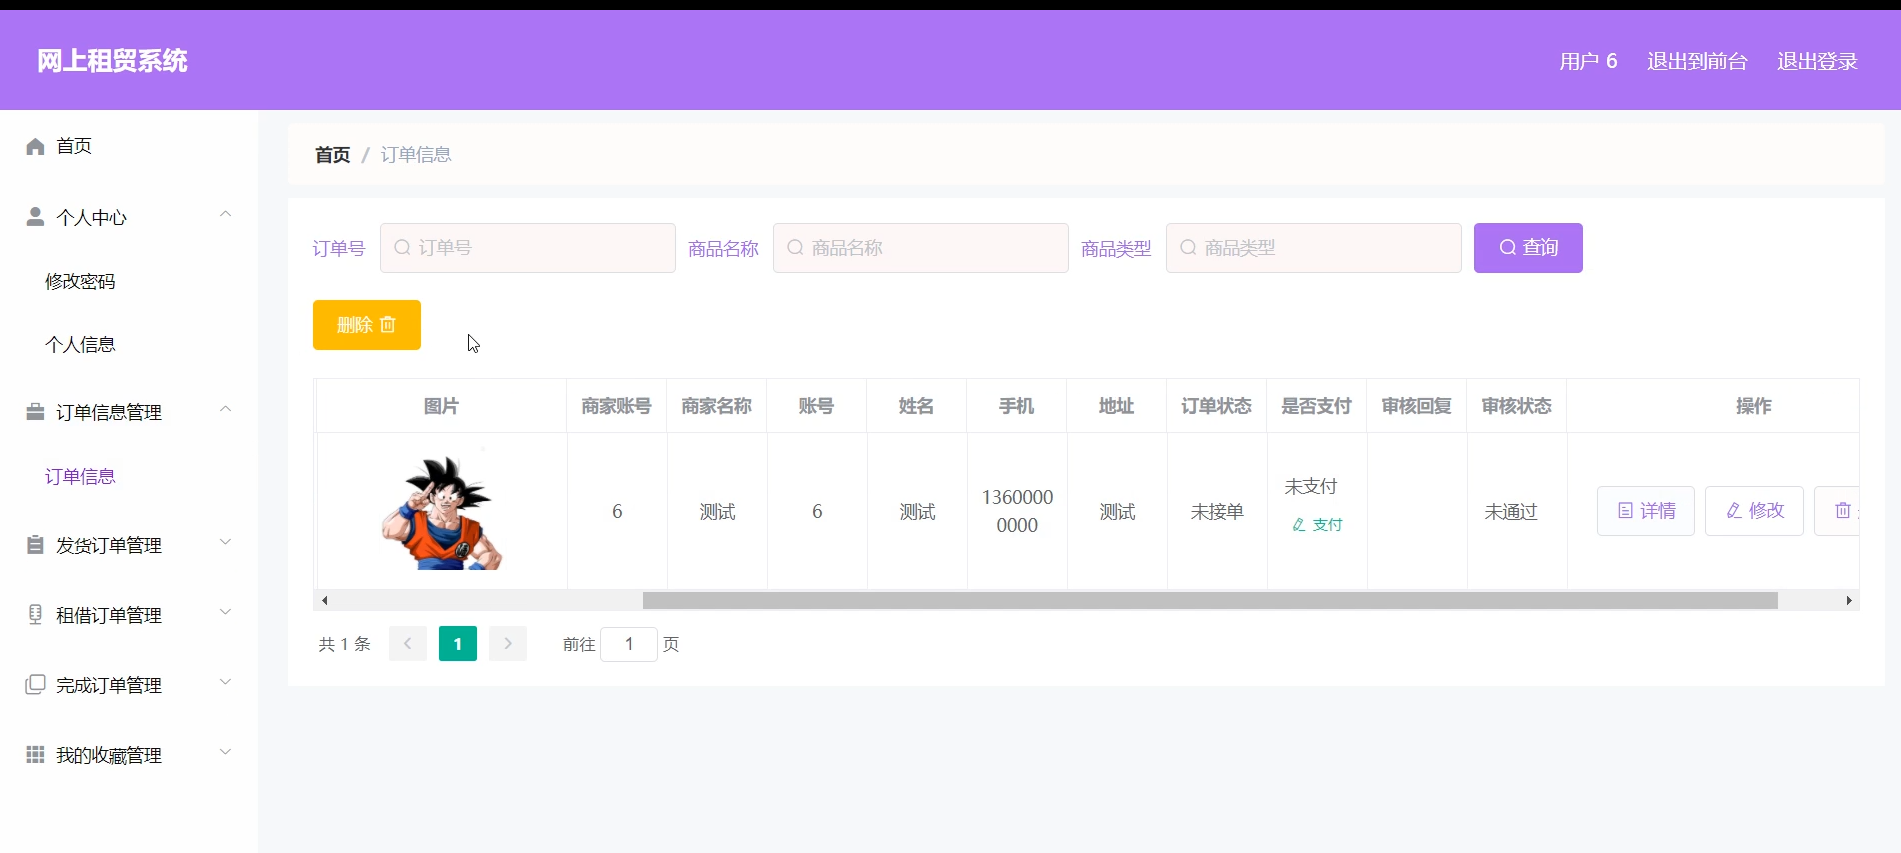 网上租贸系统
用户 6 退出到前台 退出登录
首页
个人中心
修改密码
个人信息
订单信息管理
订单信息
发货订单管理
租借订单管理
完成订单管理
我的收藏管理
首页 / 订单信息
订单号 订单号 商品名称 商品名称 商品类型 商品类型 查询
删除
图片 商家账号 商家名称 账号 姓名 手机 地址 订单状态 是否支付 审核回复 审核状态 操作
6 测试 6 测试 1360000 测试 未接单 未支付 未通过 详情 修改
0000 支付
共 1 条 1 前往 1 页